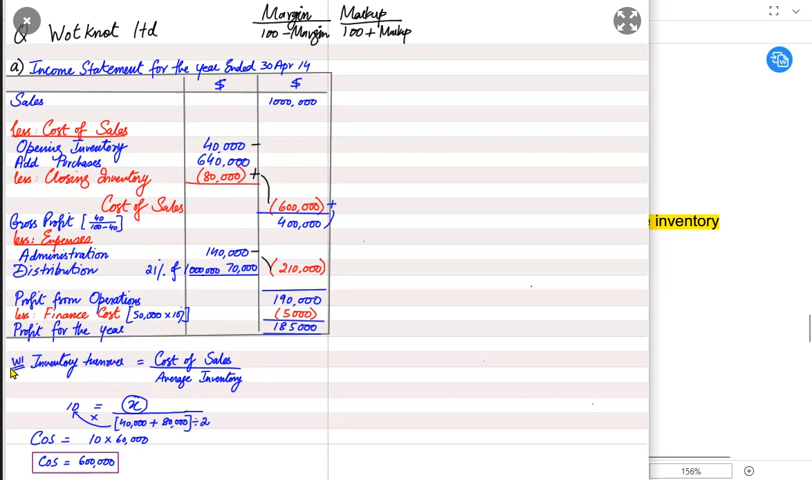 Q Wotknot ltd
Margin Markup
100 - Margin 100 + Markup
a) Income Statement for the year Ended 30 Apr 14
$ $
Sales 1000,000
less: Cost of Sales
Opening Inventory 40,000 -
Add Purchases 640,000
less: Closing Inventory (80,000) +
Cost of Sales (600,000) +
Gross Profit [40/100-40] 400,000
less: Expenses
Administration 140,000 -
Distribution 21% of 1000000 70,000 (210,000)
Profit from Operations 190,000
less: Finance Cost [50,000 x 10%] (5000)
Profit for the year 185000
W1 Inventory turnover = Cost of Sales
Average Inventory
10 = x
[40,000 + 80,000] ÷ 2
Cos = 10 x 60,000
Cos = 600,000
inventory
156%